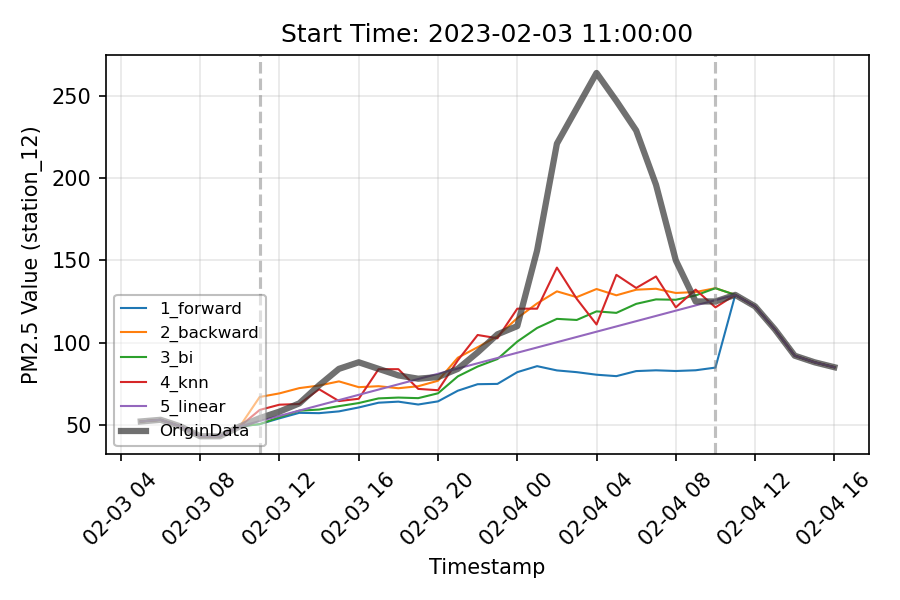 Start Time: 2023-02-03 11:00:00
PM2.5 Value (station_12)
250
200
150
100
50
1_forward
2_backward
3_bi
4_knn
5_linear
OriginData
02-03 04
02-03 08
02-03 12
02-03 16
02-03 20
02-04 00
02-04 04
02-04 08
02-04 12
02-04 16
Timestamp